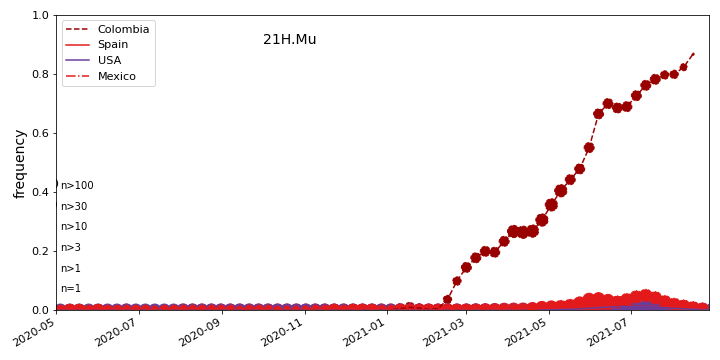 21H.Mu
Colombia
Spain
USA
Mexico
frequency
1.0
0.8
0.6
0.4
0.2
0.0
n>100
n>30
n>10
n>3
n>1
n=1
2020-05
2020-07
2020-09
2020-11
2021-01
2021-03
2021-05
2021-07